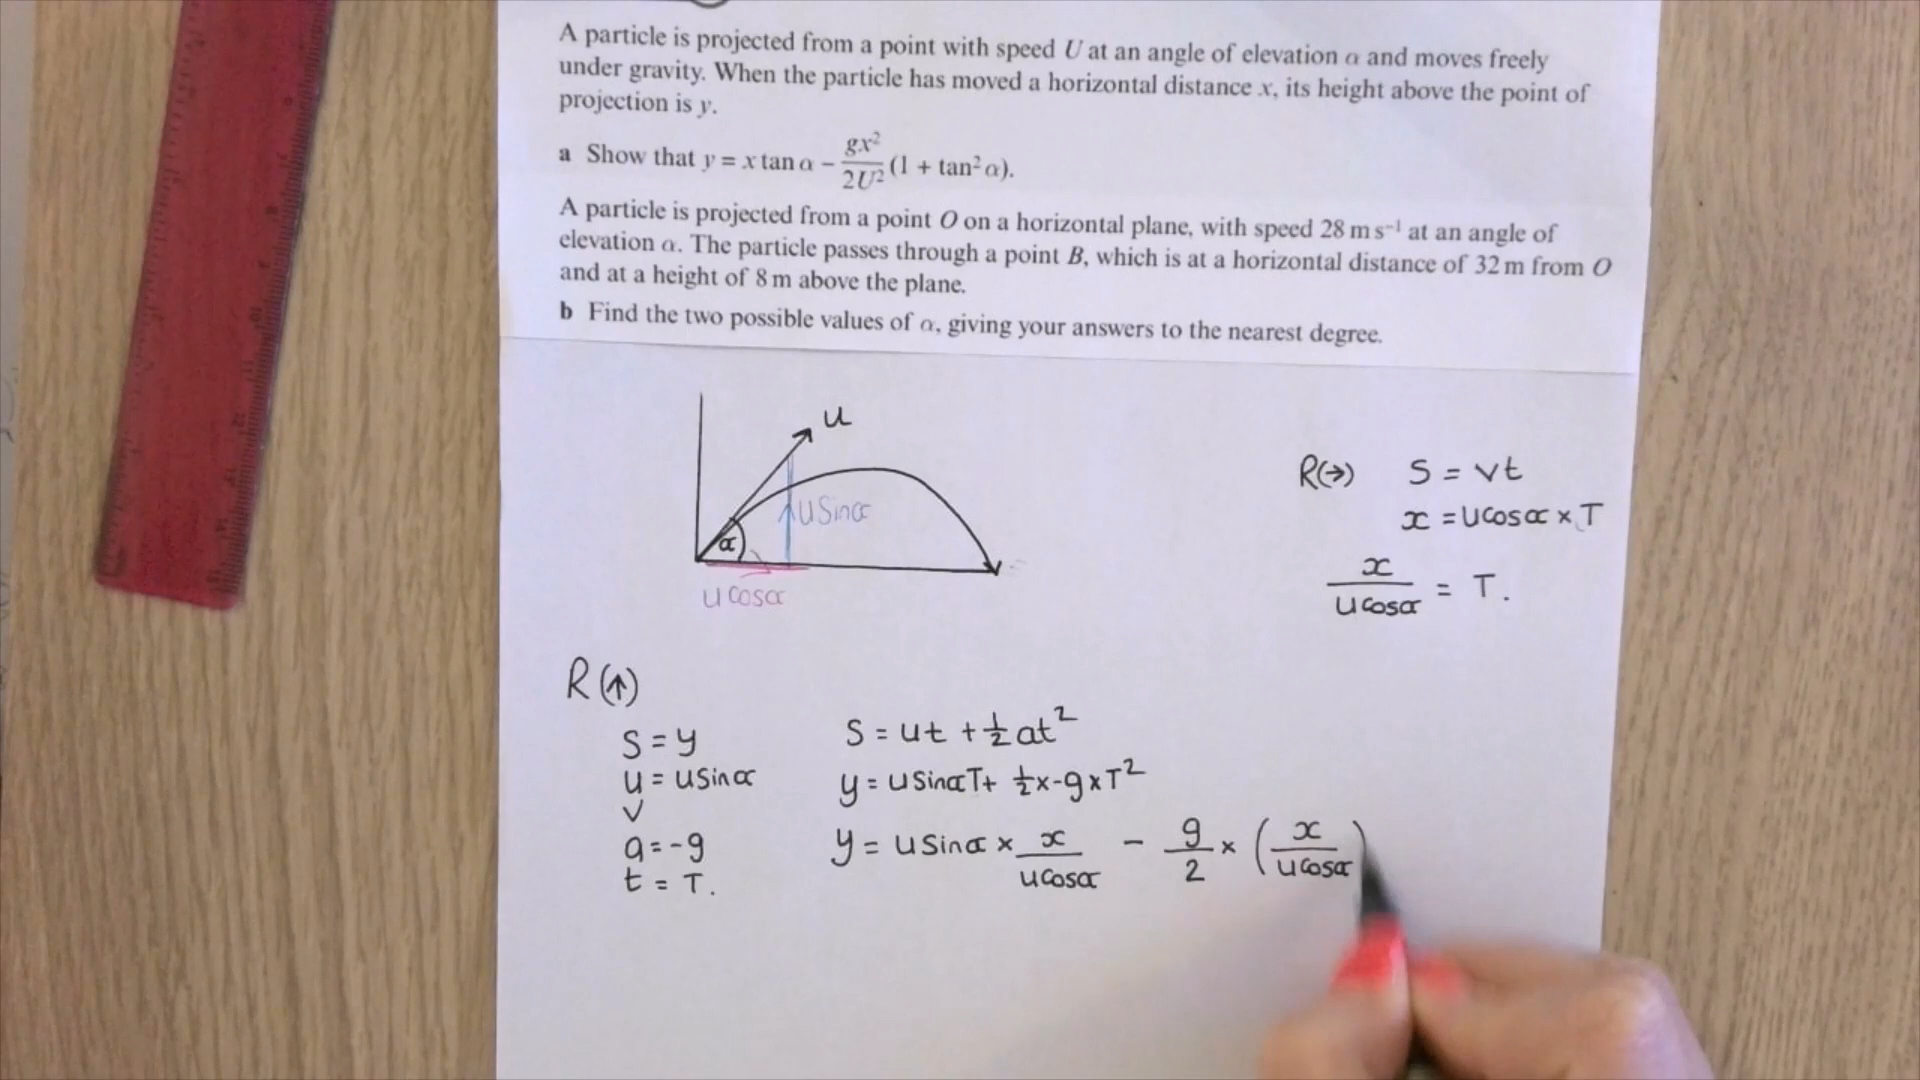 A particle is projected from a point with speed U at an angle of elevation α and moves freely
under gravity. When the particle has moved a horizontal distance x, its height above the point of
projection is y.
a Show that y = x tan α − gx²/2U² (1 + tan² α).
A particle is projected from a point O on a horizontal plane, with speed 28 m s⁻¹ at an angle of
elevation α. The particle passes through a point B, which is at a horizontal distance of 32 m from O
and at a height of 8 m above the plane.
b Find the two possible values of α, giving your answers to the nearest degree.
u
uSinα
α
ucosα
R(→) S = vt
x = ucosα × T
x/ucosα = T.
R(↑)
S = y
u = usinα
v
a = -g
t = T.
S = ut + ½at²
y = usinαT + ½x-g×T²
y = usinα × x/ucosα − g/2 × (x/ucosα)